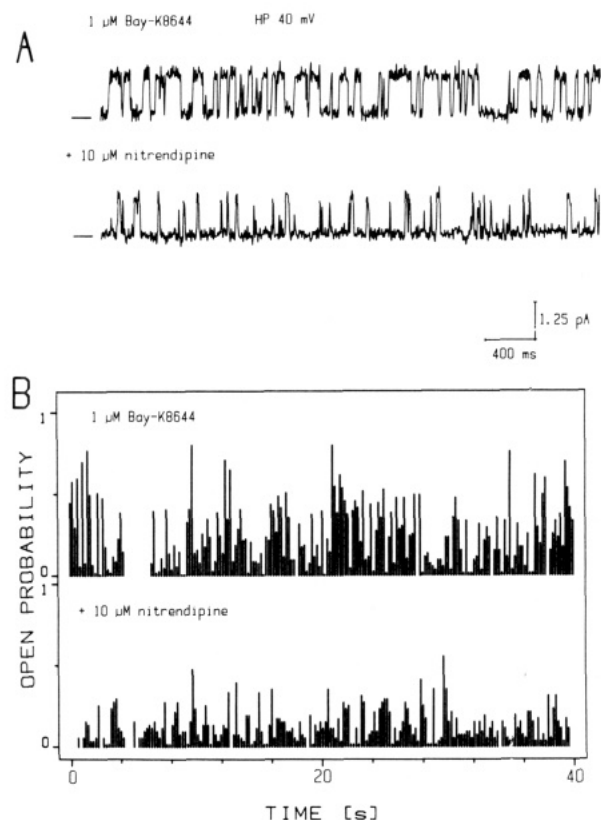 1 µM Bay-K8644 HP 40 mV
A
+ 10 µM nitrendipine
1.25 pA
400 ms
B
1
1 µM Bay-K8644
0
1
+ 10 µM nitrendipine
0
OPEN PROBABILITY
0 20 40
TIME [s]